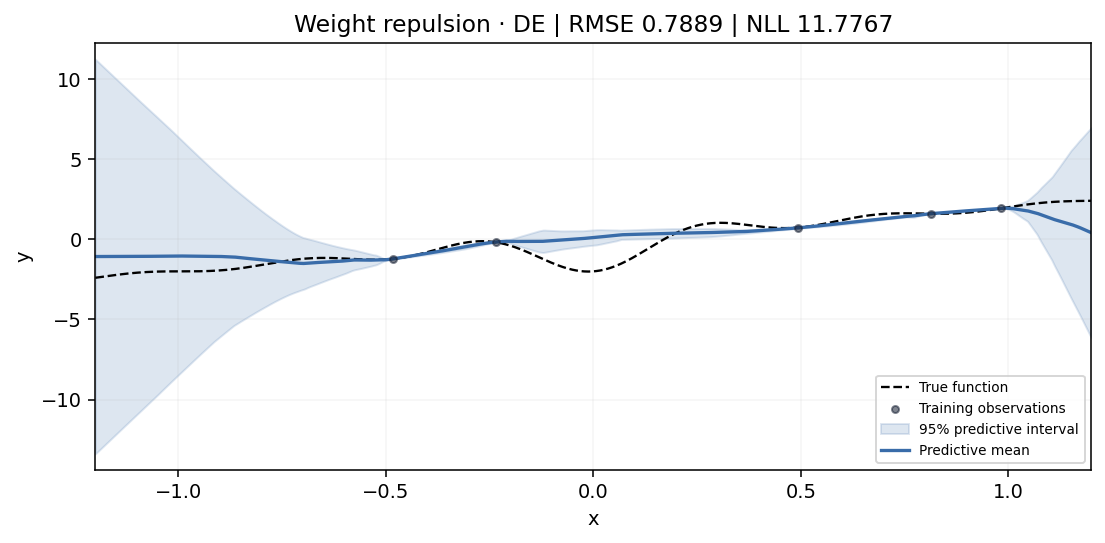 Weight repulsion · DE | RMSE 0.7889 | NLL 11.7767
10
5
0
−5
−10
y
−1.0
−0.5
0.0
0.5
1.0
x
True function
Training observations
95% predictive interval
Predictive mean